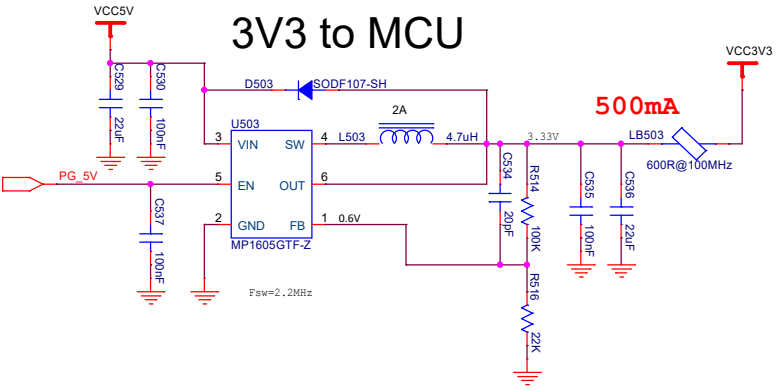 VCC5V
3V3 to MCU
VCC3V3
C529
22uF
C530
100nF
D503
SODF107-SH
500mA
U503
2A
3
VIN
SW
4
L503
4.7uH
3.33V
LB503
600R@100MHz
PG_5V
5
EN
OUT
6
C534
20pF
R514
100K
C535
100nF
C536
22uF
C537
100nF
2
GND
FB
1
0.6V
MP1605GTF-Z
Fsw=2.2MHz
R516
22K